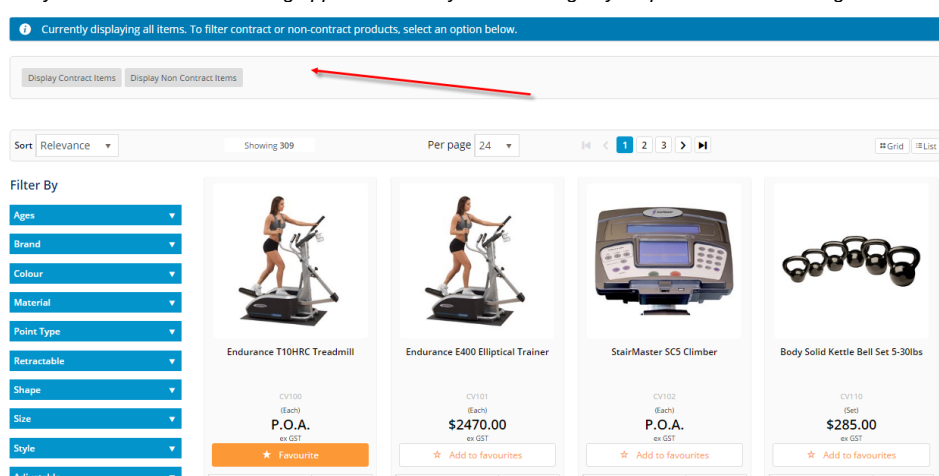 Currently displaying all items. To filter contract or non-contract products, select an option below.
Display Contract Items Display Non Contract Items
Sort Relevance Showing 309 Per page 24 1 2 3 Grid List
Filter By
Ages
Brand
Colour
Material
Point Type
Retractable
Shape
Size
Style
Endurance T10HRC Treadmill
CV100
(Each)
P.O.A.
ex GST
Favourite
Endurance E400 Elliptical Trainer
CV101
(Each)
$2470.00
ex GST
Add to favourites
StairMaster SC5 Climber
CV102
(Each)
P.O.A.
ex GST
Add to favourites
Body Solid Kettle Bell Set 5-30lbs
CV110
(Set)
$285.00
ex GST
Add to favourites